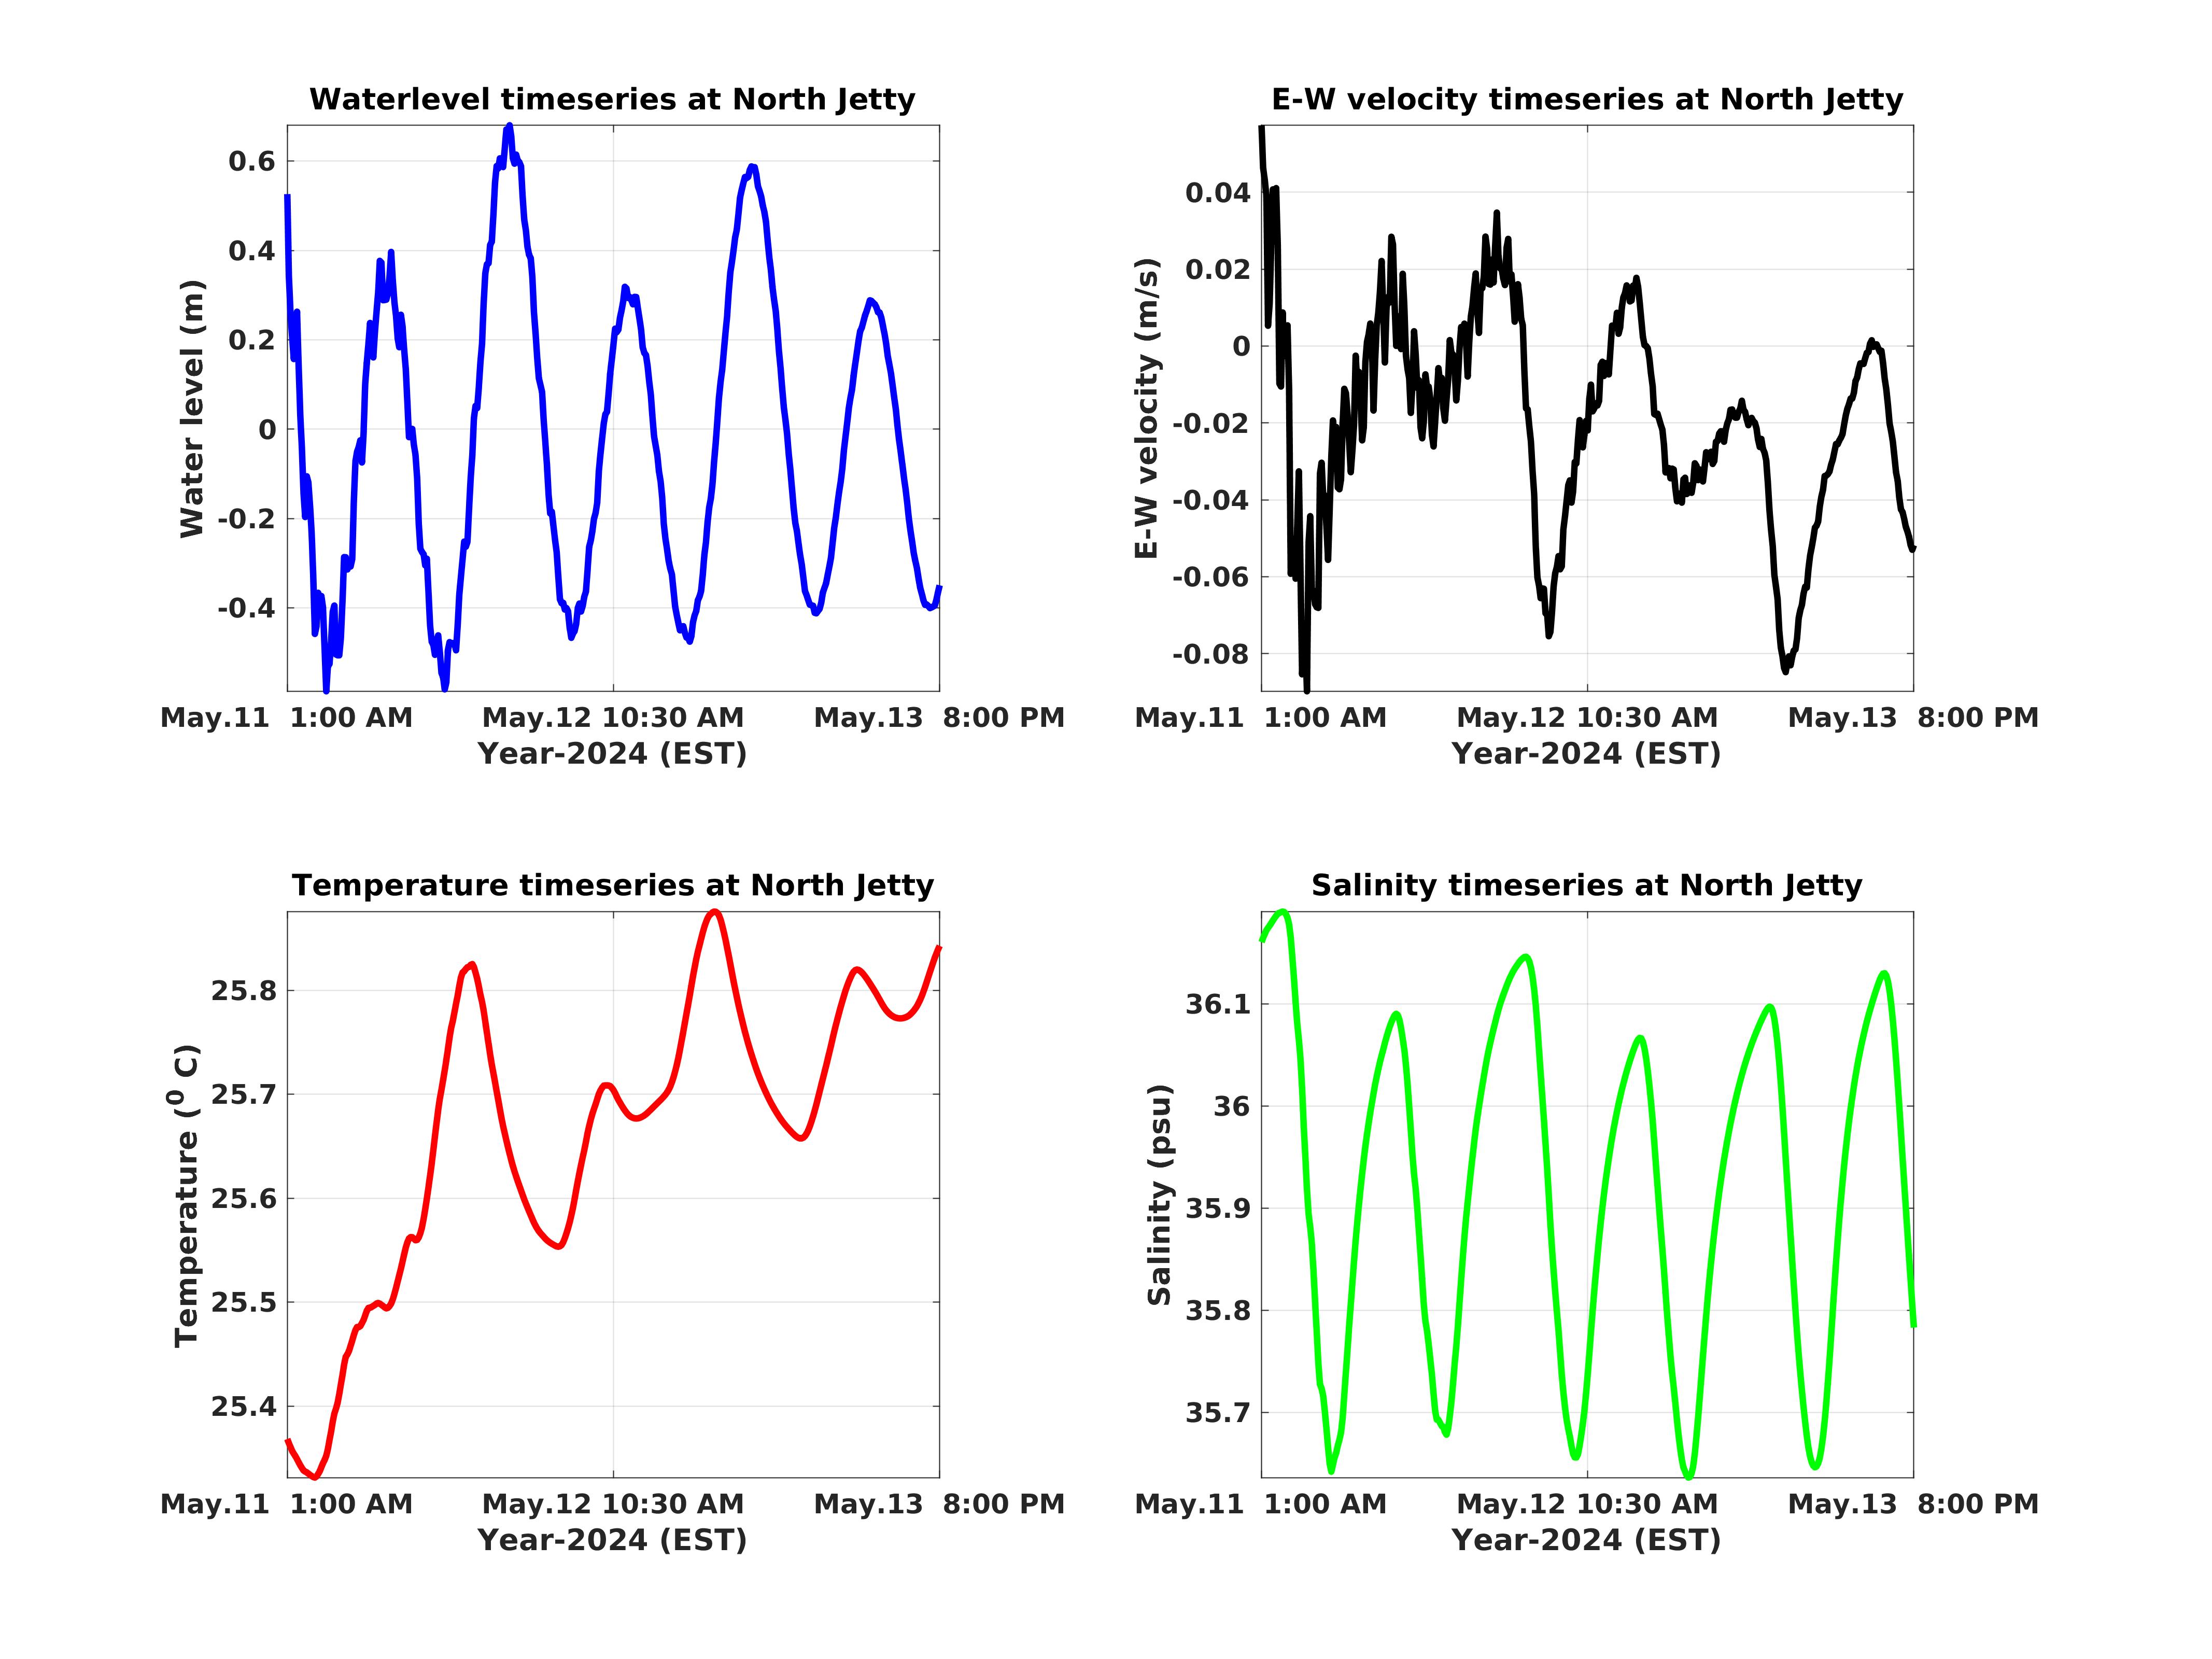 Waterlevel timeseries at North Jetty
0.6
0.4
0.2
0
-0.2
-0.4
Water level (m)
May.11 1:00 AM May.12 10:30 AM May.13 8:00 PM
Year-2024 (EST)
E-W velocity timeseries at North Jetty
0.04
0.02
0
-0.02
-0.04
-0.06
-0.08
E-W velocity (m/s)
May.11 1:00 AM May.12 10:30 AM May.13 8:00 PM
Year-2024 (EST)
Temperature timeseries at North Jetty
25.8
25.7
25.6
25.5
25.4
Temperature (⁰ C)
May.11 1:00 AM May.12 10:30 AM May.13 8:00 PM
Year-2024 (EST)
Salinity timeseries at North Jetty
36.1
36
35.9
35.8
35.7
Salinity (psu)
May.11 1:00 AM May.12 10:30 AM May.13 8:00 PM
Year-2024 (EST)